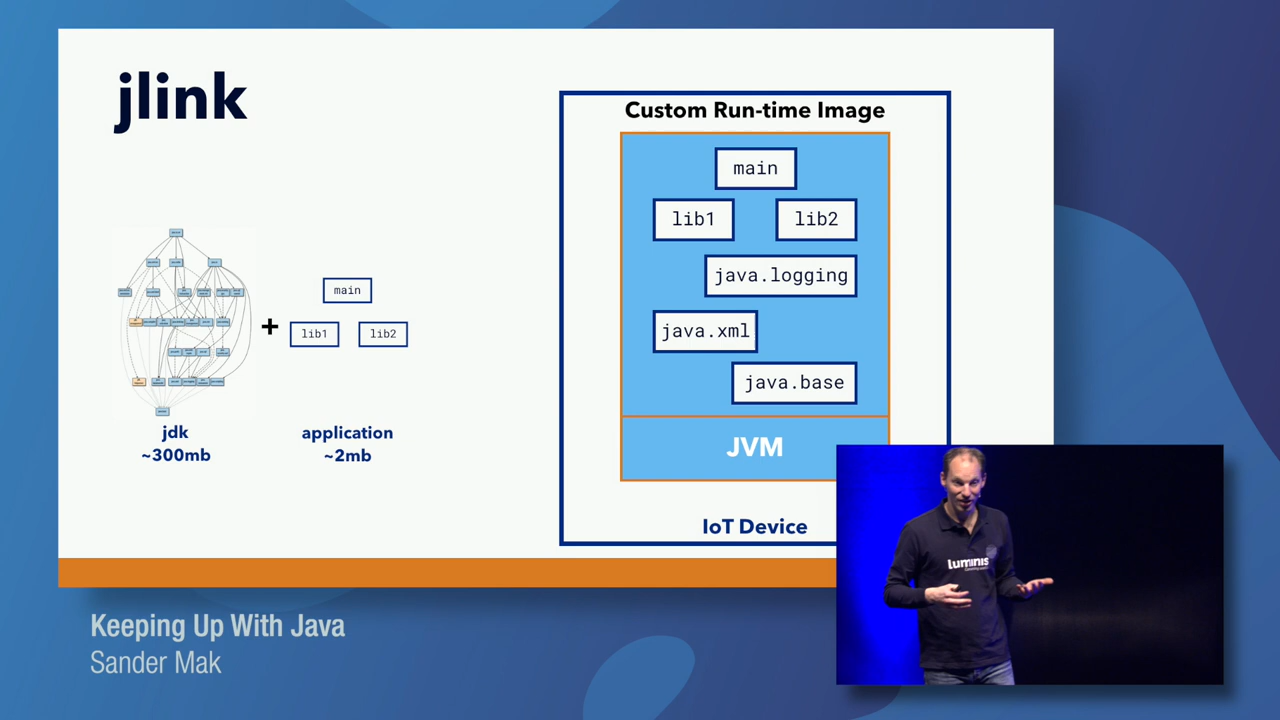 jlink
Custom Run-time Image
main
lib1
lib2
java.logging
java.xml
java.base
JVM
IoT Device
main
+
lib1
lib2
jdk
~300mb
application
~2mb
luminis
Keeping Up With Java
Sander Mak